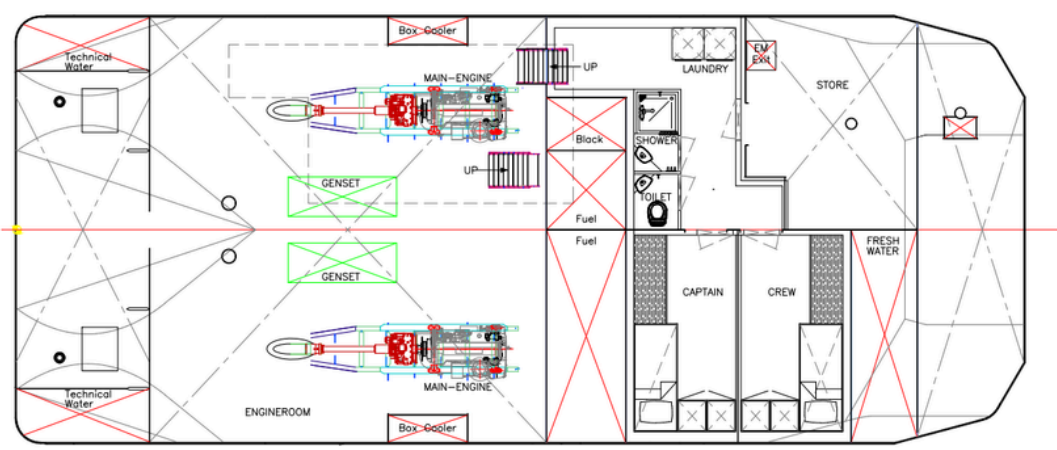 Box Cooler
EM
Exit
Technical
Water
UP
LAUNDRY
MAIN-ENGINE
STORE
Black
SHOWER
UP
GENSET
TOILET
Fuel
Fuel
FRESH
WATER
GENSET
CAPTAIN
CREW
MAIN-ENGINE
Technical
Water
ENGINEROOM
Box Cooler